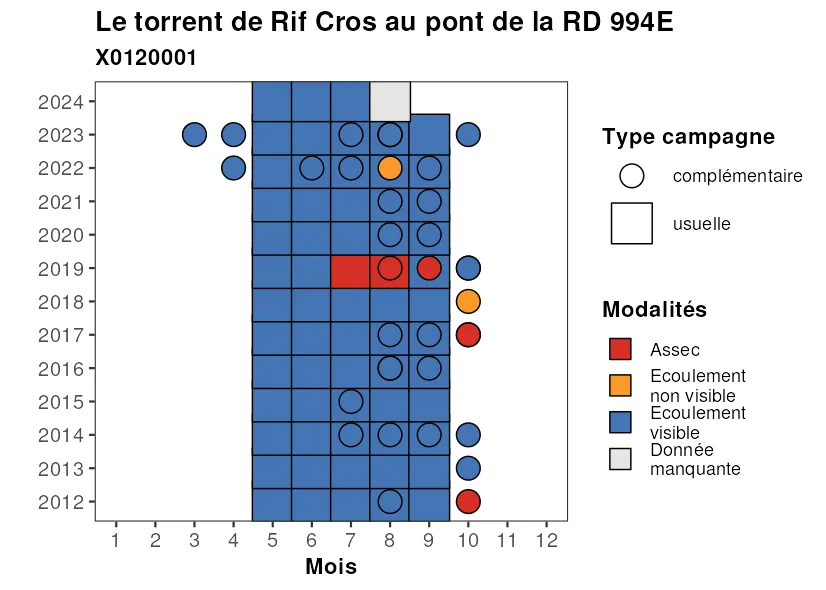 Le torrent de Rif Cros au pont de la RD 994E
X0120001
2024
2023
2022
2021
2020
2019
2018
2017
2016
2015
2014
2013
2012
1 2 3 4 5 6 7 8 9 10 11 12
Mois
Type campagne
complémentaire
usuelle
Modalités
Assec
Ecoulement
non visible
Ecoulement
visible
Donnée
manquante